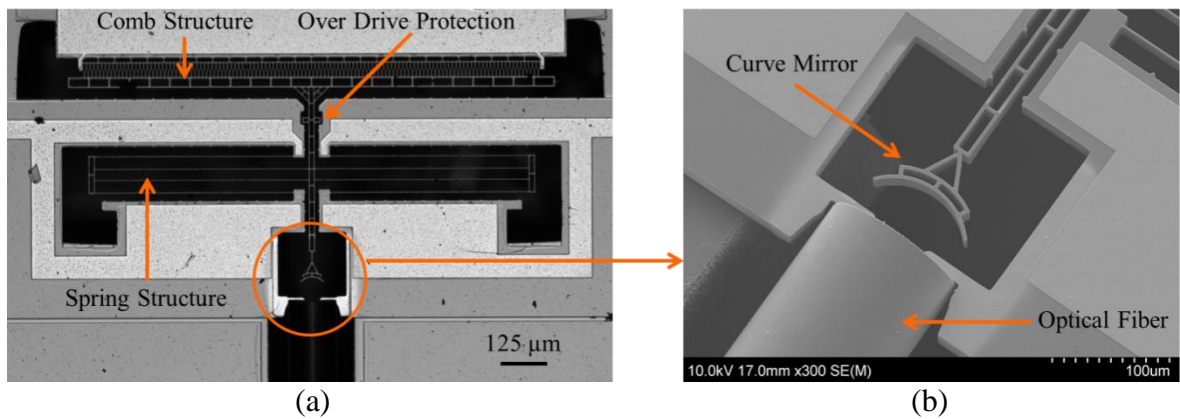 Comb Structure
Over Drive Protection
Spring Structure
125 µm
Curve Mirror
Optical Fiber
10.0kV 17.0mm x300 SE(M)
100um
(a)
(b)